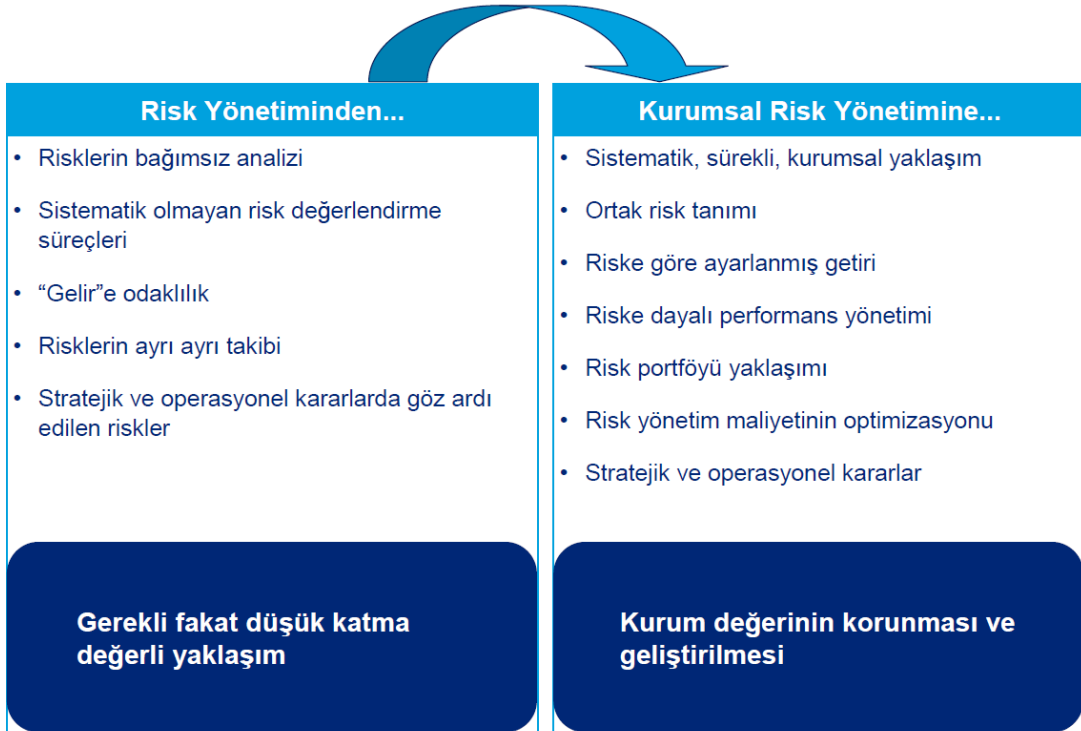 Risk Yönetiminden...
• Risklerin bağımsız analizi
• Sistematik olmayan risk değerlendirme
süreçleri
• “Gelir”e odaklılık
• Risklerin ayrı ayrı takibi
• Stratejik ve operasyonel kararlarda göz ardı
edilen riskler
Gerekli fakat düşük katma
değerli yaklaşım
Kurumsal Risk Yönetimine...
• Sistematik, sürekli, kurumsal yaklaşım
• Ortak risk tanımı
• Riske göre ayarlanmış getiri
• Riske dayalı performans yönetimi
• Risk portföyü yaklaşımı
• Risk yönetim maliyetinin optimizasyonu
• Stratejik ve operasyonel kararlar
Kurum değerinin korunması ve
geliştirilmesi